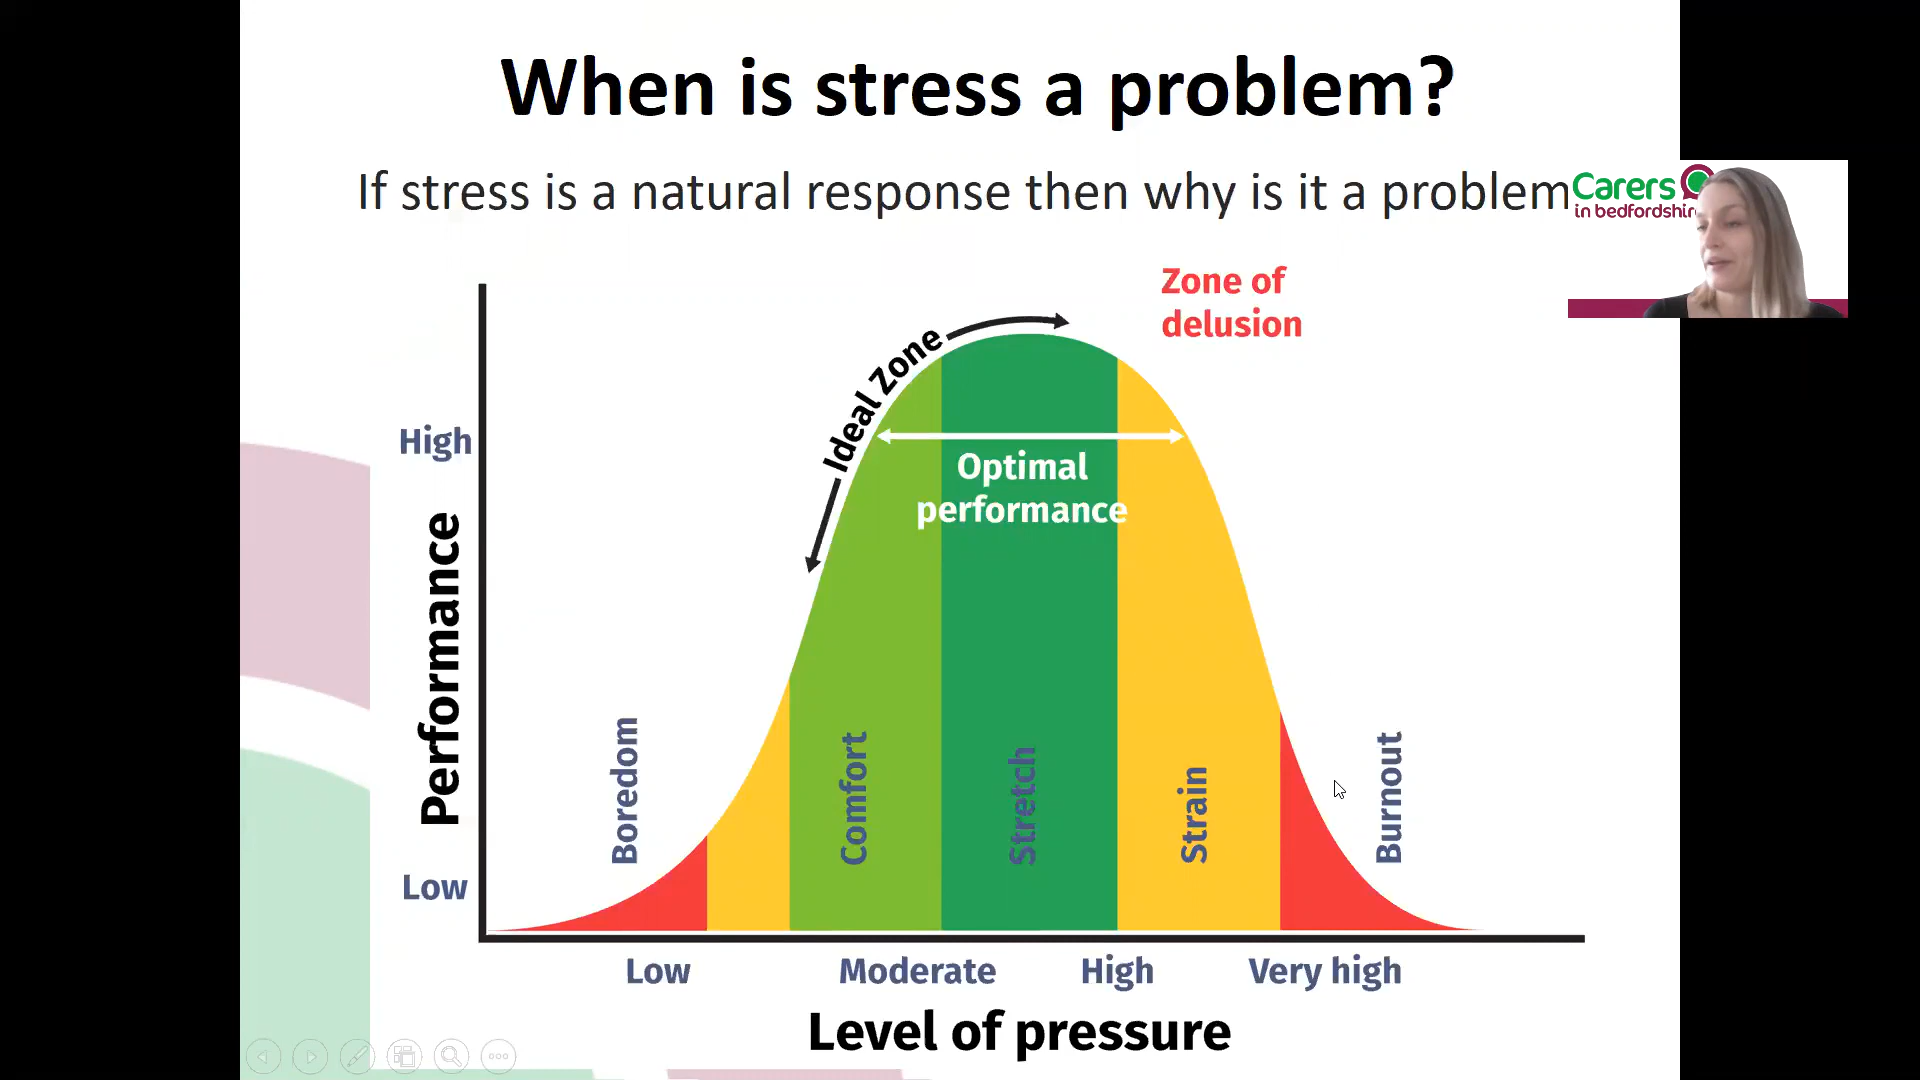 When is stress a problem?
If stress is a natural response then why is it a problem
Carers
in bedfordshir
Zone of
delusion
Ideal Zone
High
Optimal
performance
Performance
Boredom
Comfort
Stretch
Strain
Burnout
Low
Low
Moderate
High
Very high
Level of pressure